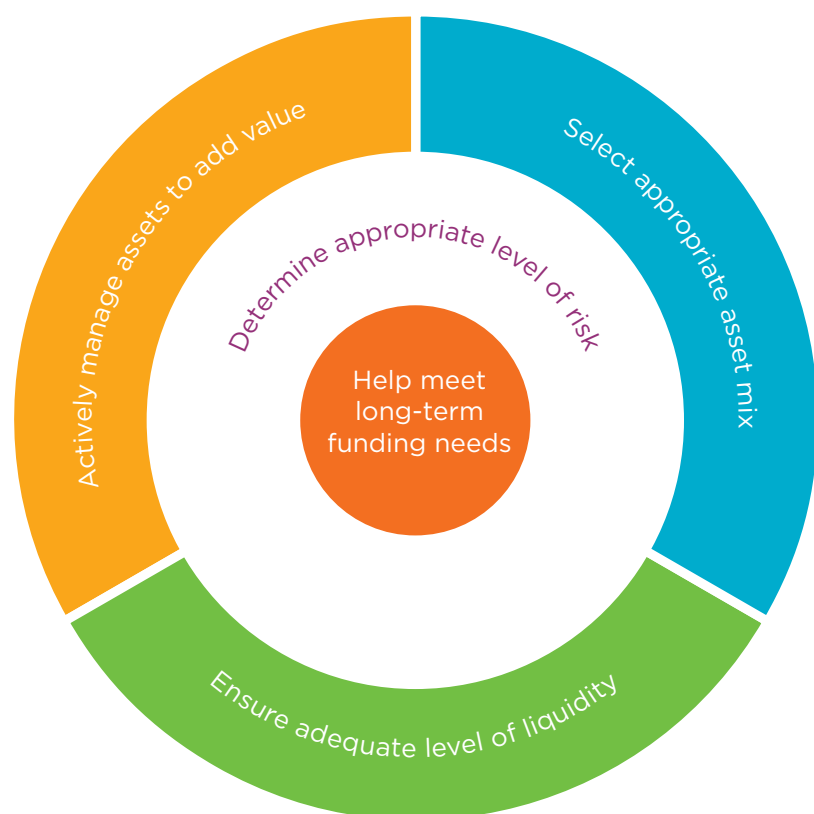 Actively manage assets to add value
Select appropriate asset mix
Determine appropriate level of risk
Help meet
long-term
funding needs
Ensure adequate level of liquidity